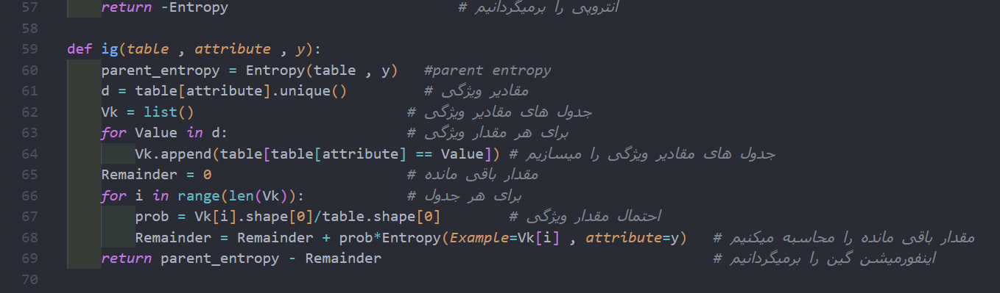 57 return -Entropy # انتروپی را برمیگردانیم
58
59 def ig(table , attribute , y):
60 parent_entropy = Entropy(table , y) #parent entropy
61 d = table[attribute].unique() # مقادیر ویژگی
62 Vk = list() # جدول های مقادیر ویژگی
63 for Value in d: # برای هر مقدار ویژگی
64 Vk.append(table[table[attribute] == Value]) # جدول های مقادیر ویژگی را میسازیم
65 Remainder = 0 # مقدار باقی مانده
66 for i in range(len(Vk)): # برای هر جدول
67 prob = Vk[i].shape[0]/table.shape[0] # احتمال مقدار ویژگی
68 Remainder = Remainder + prob*Entropy(Example=Vk[i] , attribute=y) # مقدار باقی مانده را محاسبه میکنیم
69 return parent_entropy - Remainder # اینفورمیشن گین را برمیگردانیم
70